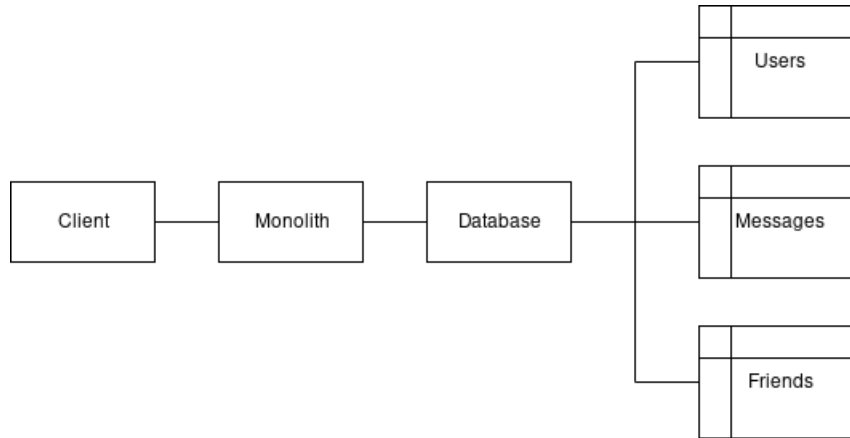 Users
Client
Monolith
Database
Messages
Friends